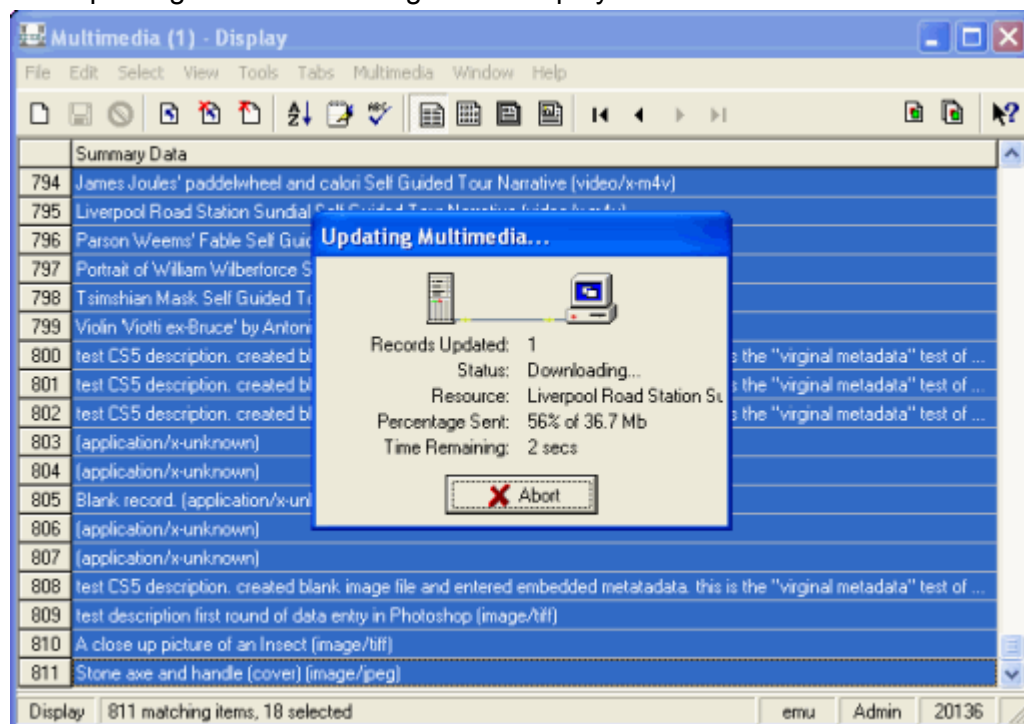 Multimedia (1) - Display
File Edit Select View Tools Tabs Multimedia Window Help
Summary Data
794 James Joules' paddelwheel and calori Self Guided Tour Narrative (video/x-m4v)
795 Liverpool Road Station Sundial Self Guided Tour Narrative (video/x-m4v)
796 Parson Weems' Fable Self Guid
797 Portrait of William Wilberforce S
798 Tsimshian Mask Self Guided T
799 Violin 'Viotti ex-Bruce' by Antoni
800 test CS5 description. created bl s the "virginal metadata" test of ...
801 test CS5 description. created bl s the "virginal metadata" test of ...
802 test CS5 description. created bl s the "virginal metadata" test of ...
803 (application/x-unknown)
804 (application/x-unknown)
805 Blank record. (application/x-unk
806 (application/x-unknown)
807 (application/x-unknown)
808 test CS5 description. created blank image file and entered embedded metatadata. this is the "virginal metadata" test of ...
809 test description first round of data entry in Photoshop (image/tiff)
810 A close up picture of an Insect (image/tiff)
811 Stone axe and handle (cover) (image/jpeg)
Updating Multimedia...
Records Updated: 1
Status: Downloading...
Resource: Liverpool Road Station Su
Percentage Sent: 56% of 36.7 Mb
Time Remaining: 2 secs
Abort
Display 811 matching items, 18 selected emu Admin 20136